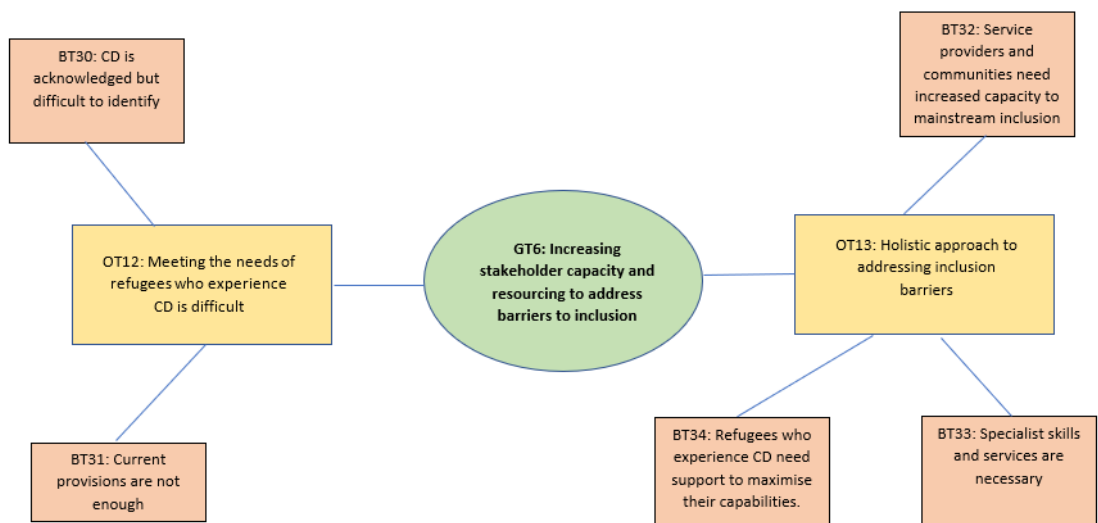 BT30: CD is
acknowledged but
difficult to identify
BT32: Service
providers and
communities need
increased capacity to
mainstream inclusion
OT12: Meeting the needs of
refugees who experience
CD is difficult
GT6: Increasing
stakeholder capacity and
resourcing to address
barriers to inclusion
OT13: Holistic approach to
addressing inclusion
barriers
BT31: Current
provisions are not
enough
BT34: Refugees who
experience CD need
support to maximise
their capabilities.
BT33: Specialist skills
and services are
necessary